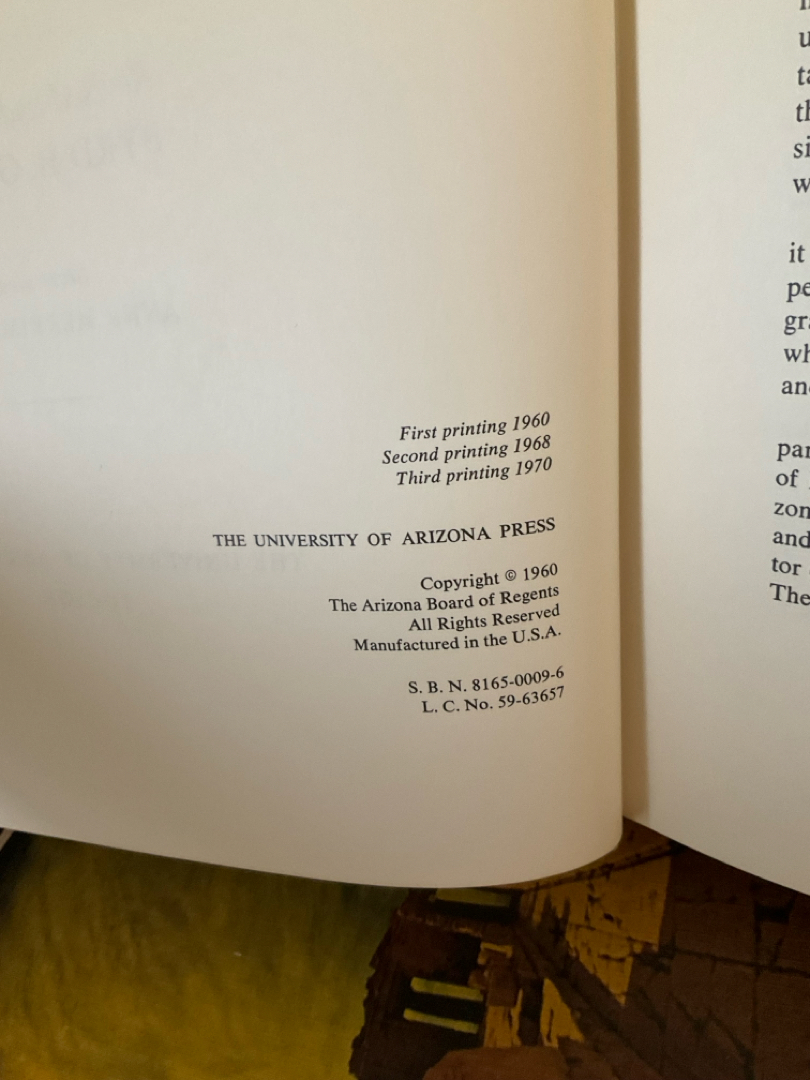 First printing 1960
Second printing 1968
Third printing 1970
THE UNIVERSITY OF ARIZONA PRESS
Copyright © 1960
The Arizona Board of Regents
All Rights Reserved
Manufactured in the U.S.A.
S. B. N. 8165-0009-6
L. C. No. 59-63657
it
of
and
tor
The